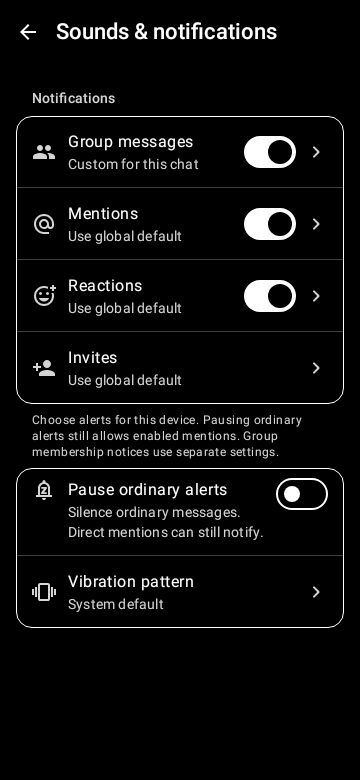 Sounds & notifications
Notifications
Group messages
Custom for this chat
Mentions
Use global default
Reactions
Use global default
Invites
Use global default
Choose alerts for this device. Pausing ordinary
alerts still allows enabled mentions. Group
membership notices use separate settings.
Pause ordinary alerts
Silence ordinary messages.
Direct mentions can still notify.
Vibration pattern
System default